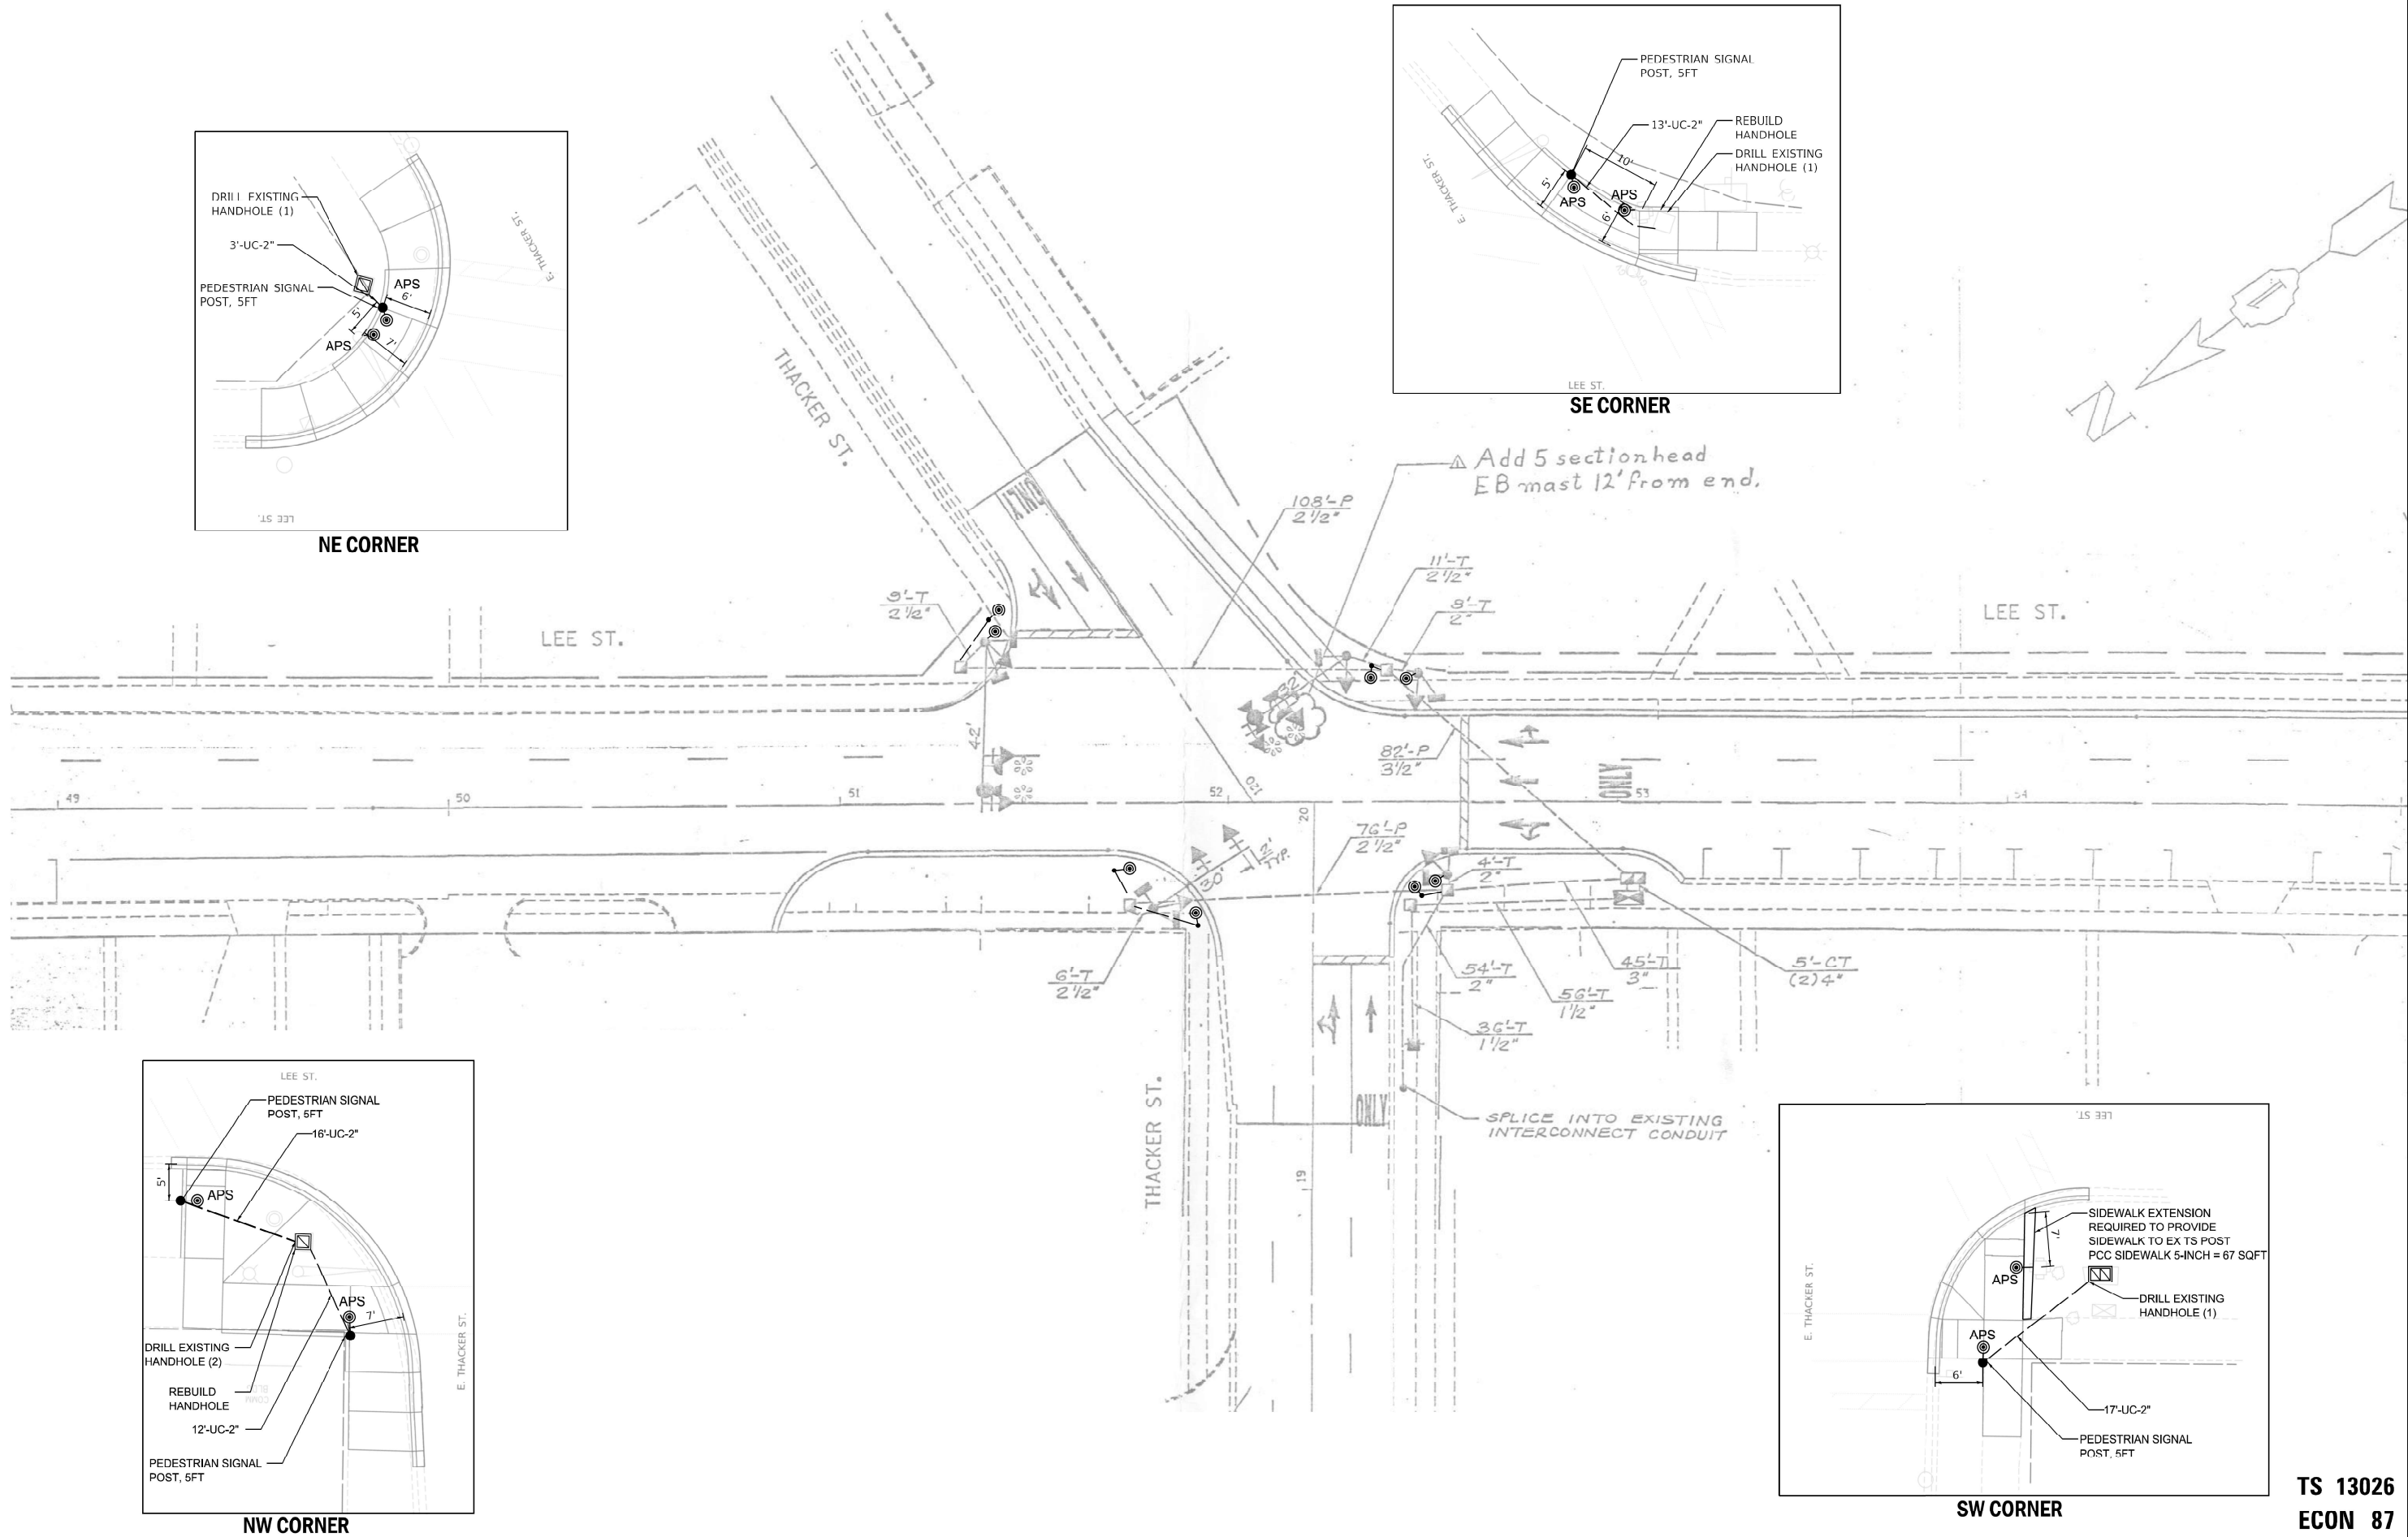 PEDESTRIAN SIGNAL
POST, 5FT
13'-UC-2"
REBUILD
HANDHOLE
DRILL EXISTING
HANDHOLE (1)
10'
5'
APS
APS
6'
E. THACKER ST.
LEE ST.
SE CORNER
DRILL EXISTING
HANDHOLE (1)
3'-UC-2"
PEDESTRIAN SIGNAL
POST, 5FT
APS
6'
5'
7'
APS
E. THACKER ST.
LEE ST.
NE CORNER
N
THACKER ST.
ONLY
Add 5 section head
EB mast 12' from end.
108'-P
2 1/2"
11'-T
2 1/2"
9'-T
2"
9'-T
2 1/2"
LEE ST.
LEE ST.
32'
42'
82'-P
3 1/2"
ONLY
49
50
51
52
53
54
120
20
76'-P
2 1/2"
2'
TYP.
30'
4'-T
2"
6'-T
2 1/2"
54'-T
2"
45'-T
3"
5'-CT
(2) 4"
56'-T
1 1/2"
36'-T
1 1/2"
THACKER ST.
ONLY
19
SPLICE INTO EXISTING
INTERCONNECT CONDUIT
LEE ST.
PEDESTRIAN SIGNAL
POST, 5FT
16'-UC-2"
5'
APS
APS
7'
DRILL EXISTING
HANDHOLE (2)
REBUILD
HANDHOLE
12'-UC-2"
PEDESTRIAN SIGNAL
POST, 5FT
E. THACKER ST.
NW CORNER
LEE ST.
SIDEWALK EXTENSION
REQUIRED TO PROVIDE
SIDEWALK TO EX TS POST
PCC SIDEWALK 5-INCH = 67 SQFT
7'
APS
DRILL EXISTING
HANDHOLE (1)
APS
6'
17'-UC-2"
PEDESTRIAN SIGNAL
POST, 5FT
E. THACKER ST.
SW CORNER
TS 13026
ECON 87